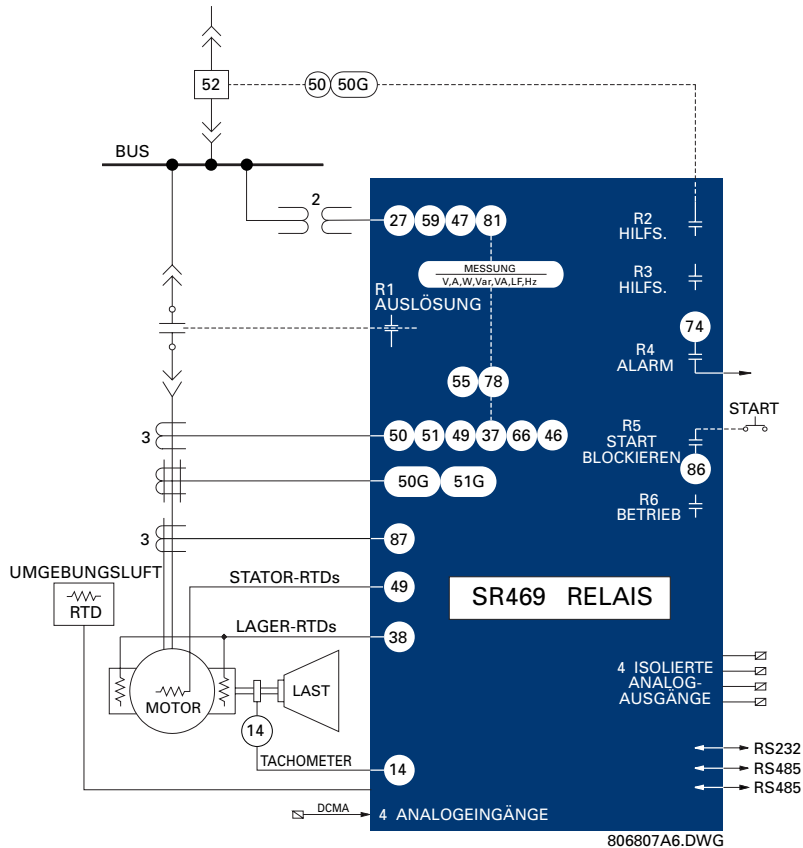 52
50 50G
BUS
2
27 59 47 81
R2
HILFS.
MESSUNG
V,A,W,Var,VA,LF,Hz
R3
HILFS.
R1
AUSLÖSUNG
74
R4
ALARM
55 78
START
3
50 51 49 37 66 46
R5
START
BLOCKIEREN
86
50G 51G
R6
BETRIEB
3
87
UMGEBUNGSLUFT
RTD
STATOR-RTDs
49
SR469 RELAIS
LAGER-RTDs
38
MOTOR
LAST
4 ISOLIERTE
ANALOG-
AUSGÄNGE
14
TACHOMETER
14
RS232
RS485
RS485
DCMA
4 ANALOGEINGÄNGE
806807A6.DWG